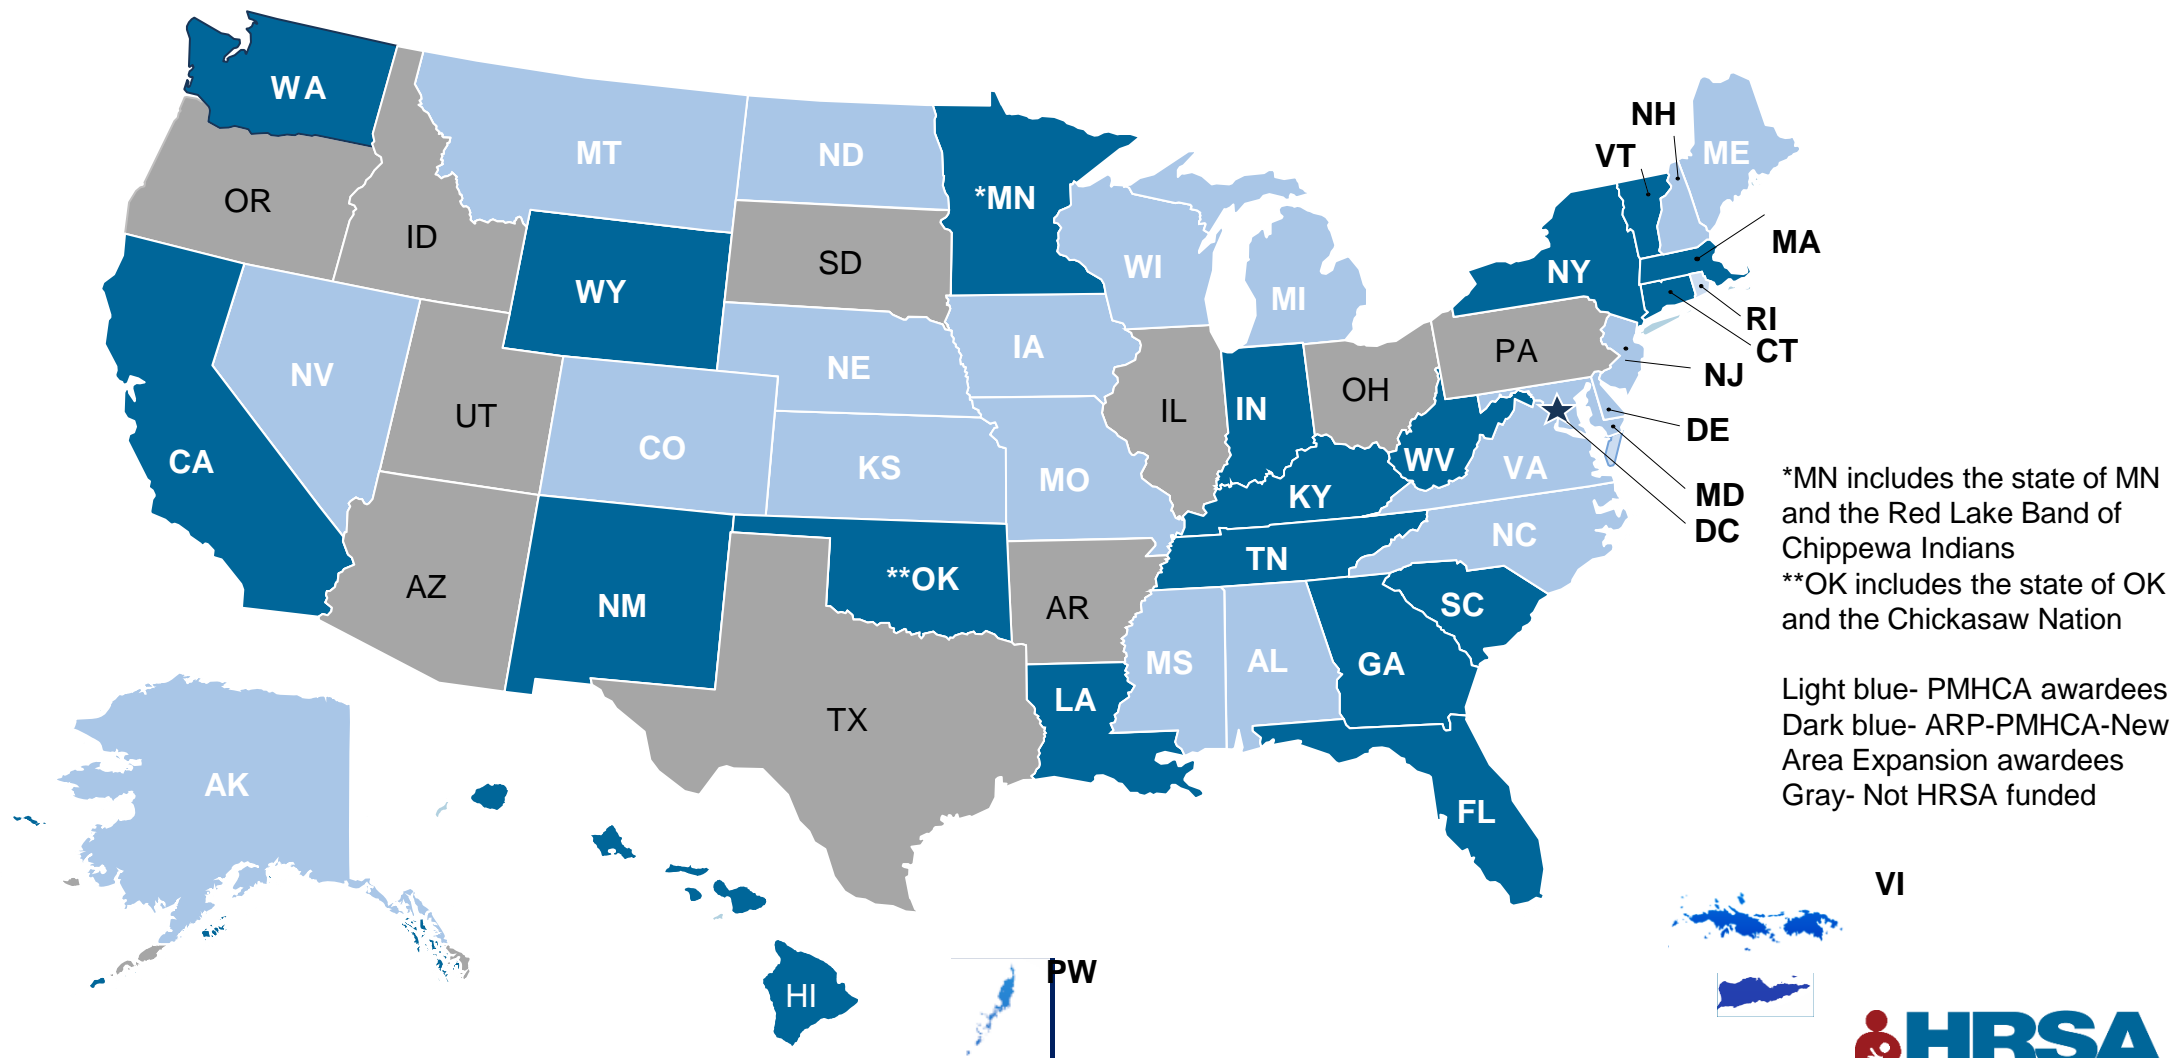 WA
NH
VT
ME
MT
ND
*MN
OR
ID
MA
SD
WI
NY
WY
MI
RI
IA
CT
PA
NV
NE
NJ
OH
UT
IL
IN
DE
CA
CO
KS
WV
VA
MO
KY
MD
DC
NC
TN
AZ
NM
**OK
AR
SC
MS
AL
GA
LA
TX
AK
FL
HI
*MN includes the state of MN
and the Red Lake Band of
Chippewa Indians
**OK includes the state of OK
and the Chickasaw Nation
Light blue- PMHCA awardees
Dark blue- ARP-PMHCA-New
Area Expansion awardees
Gray- Not HRSA funded
VI
PW
HRSA